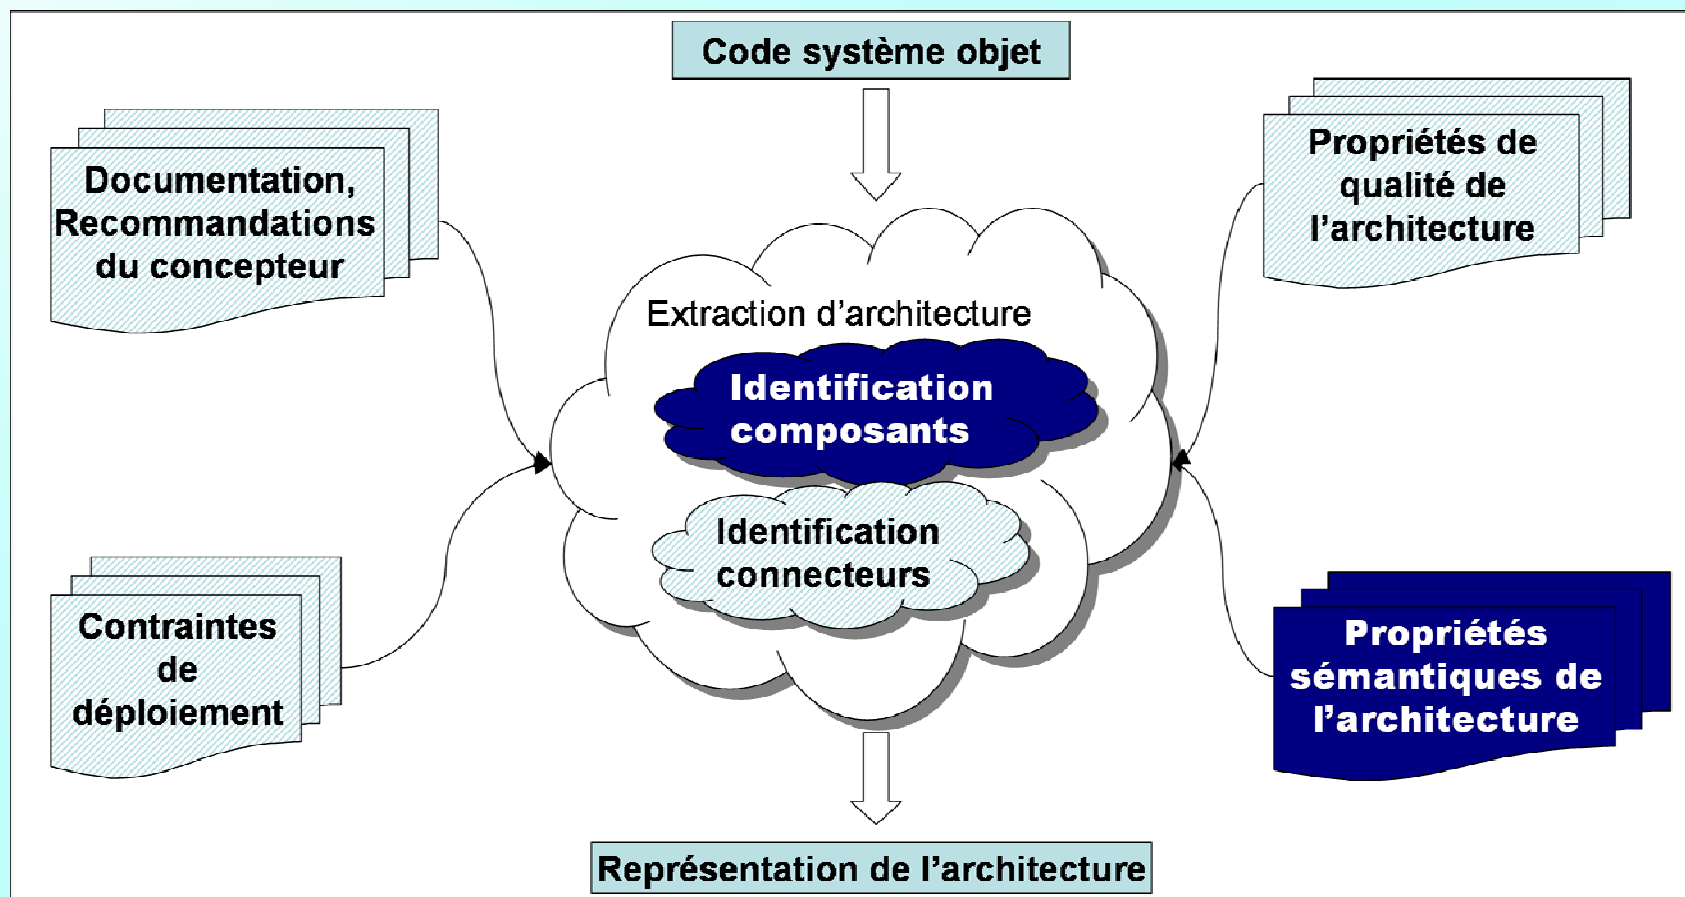 Code système objet
Documentation,
Recommandations
du concepteur
Propriétés de
qualité de
l’architecture
Extraction d’architecture
Identification
composants
Identification
connecteurs
Contraintes
de
déploiement
Propriétés
sémantiques de
l’architecture
Représentation de l’architecture